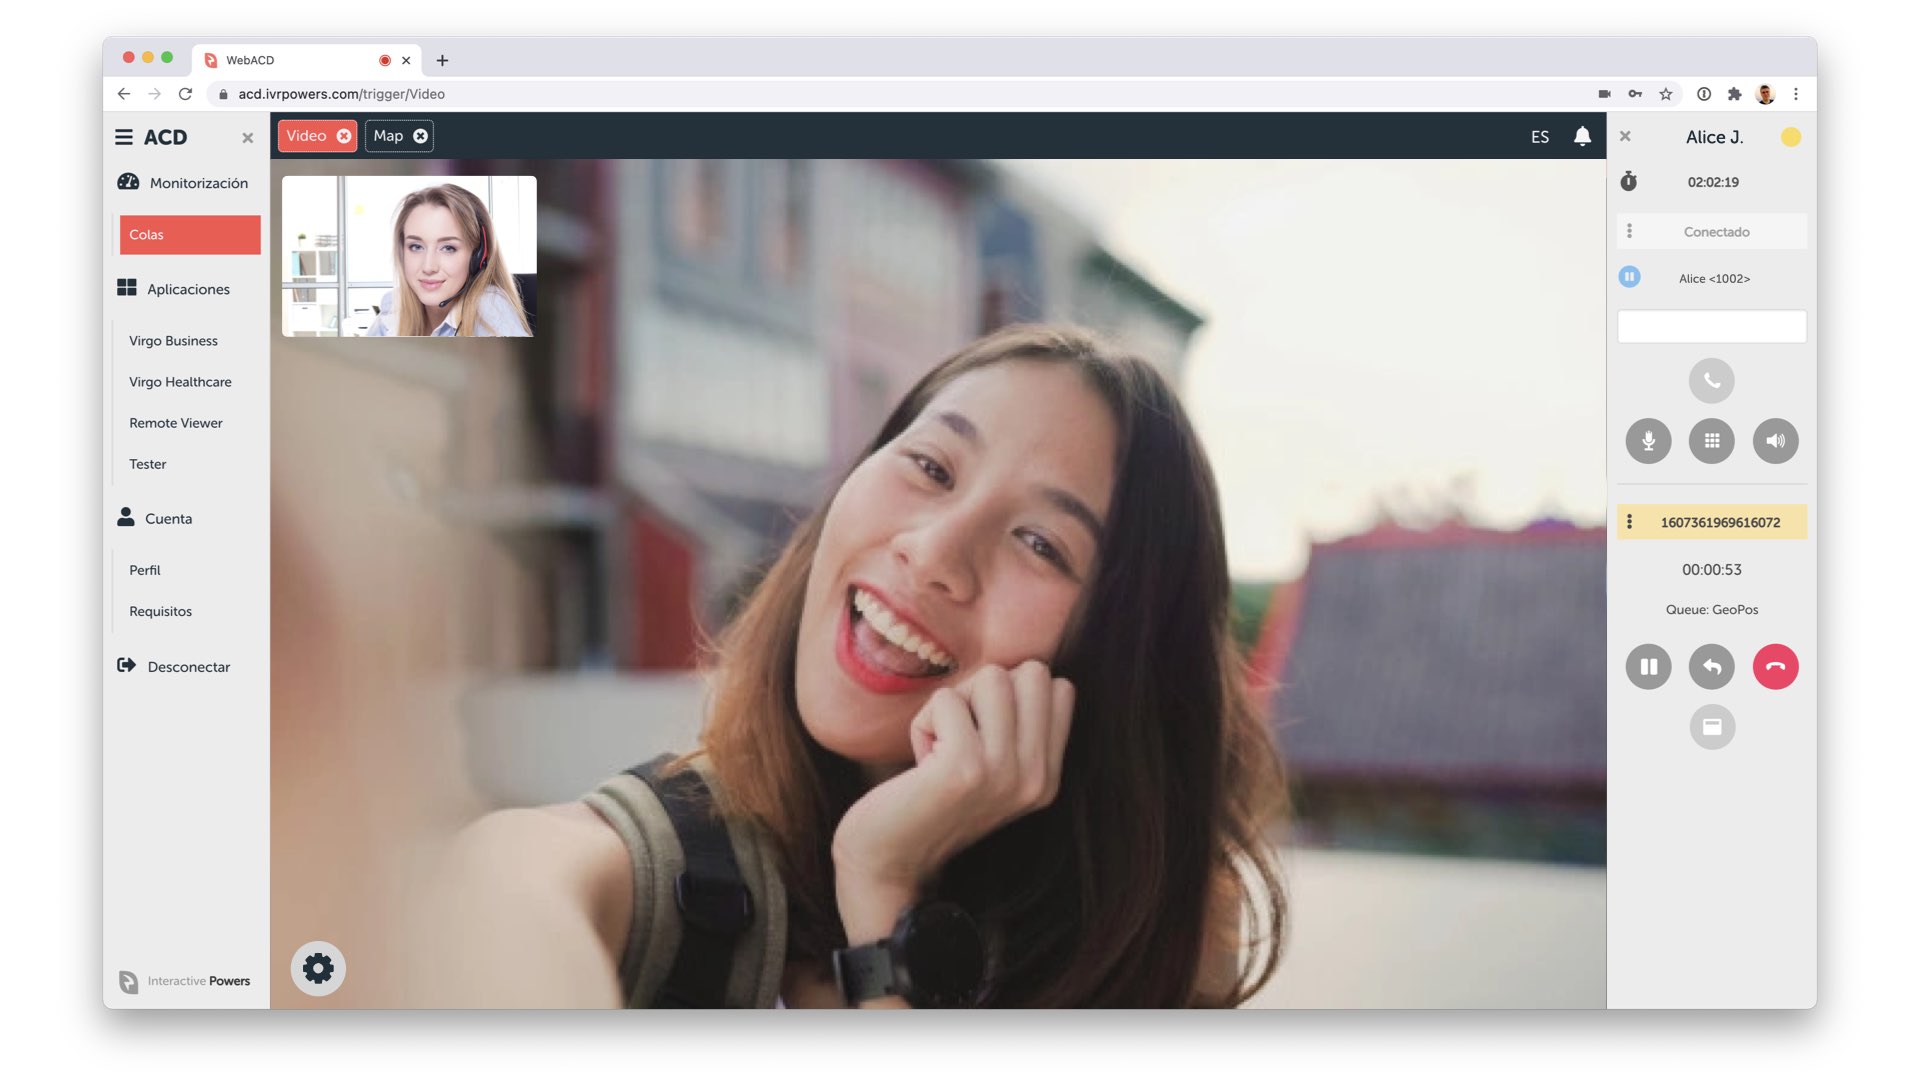 WebACD
acd.ivrpowers.com/trigger/Video
ACD
Monitorización
Colas
Aplicaciones
Virgo Business
Virgo Healthcare
Remote Viewer
Tester
Cuenta
Perfil
Requisitos
Desconectar
Interactive Powers
Video
Map
ES
Alice J.
02:02:19
Conectado
Alice <1002>
1607361969616072
00:00:53
Queue: GeoPos